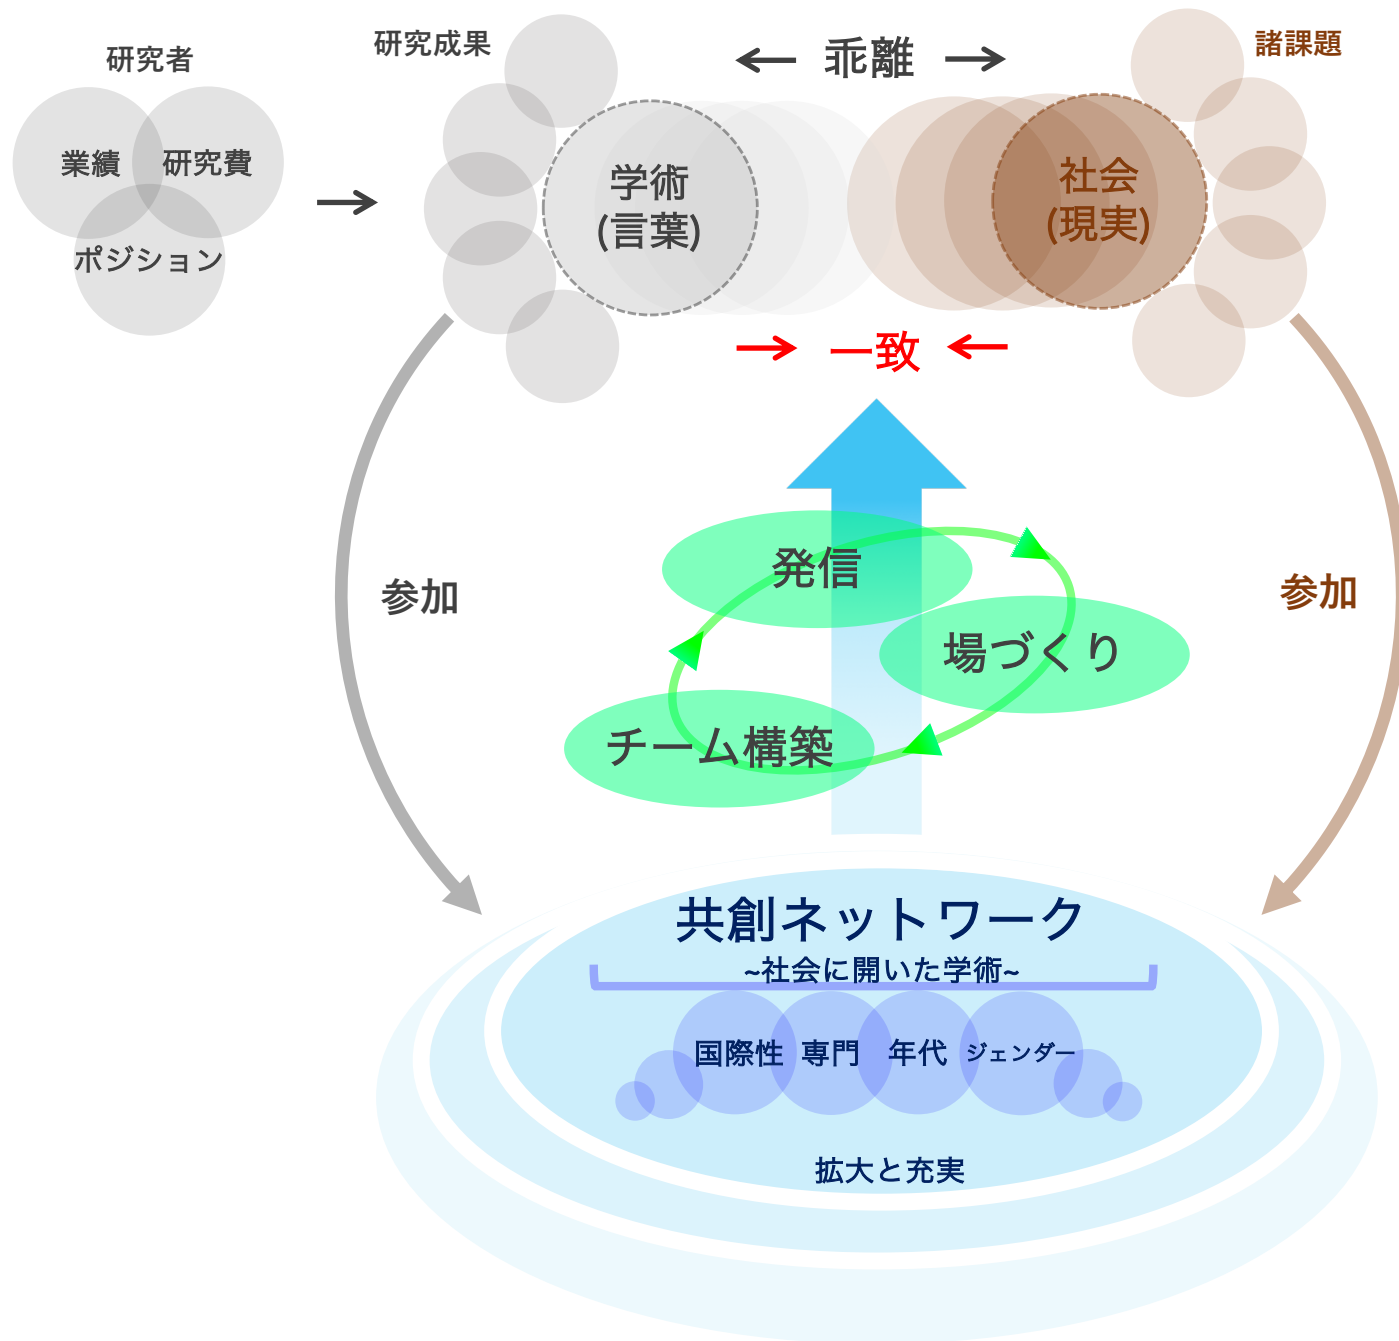 研究者
業績
研究費
ポジション
研究成果
乖離
諸課題
学術
(言葉)
社会
(現実)
一致
参加
参加
発信
場づくり
チーム構築
共創ネットワーク
~社会に開いた学術~
国際性
専門
年代
ジェンダー
拡大と充実